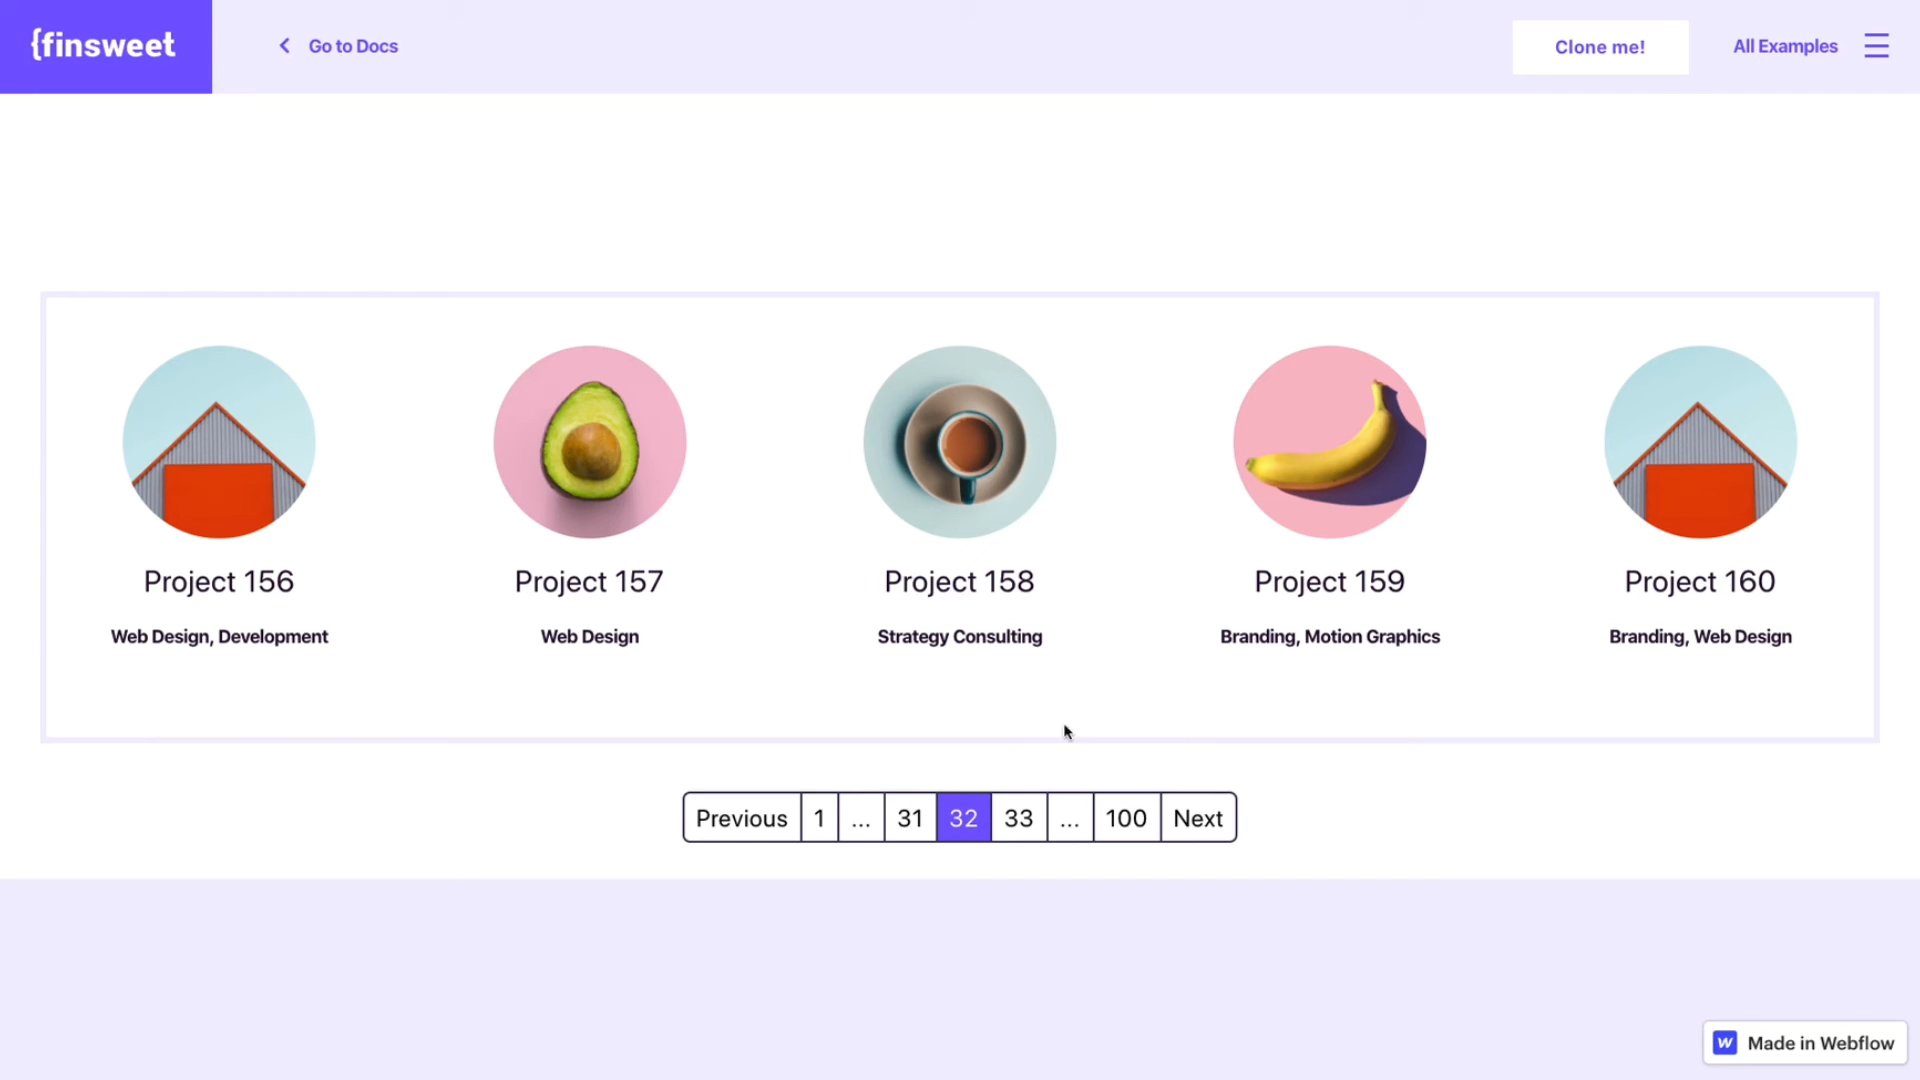 {finsweet
Go to Docs
Clone me!
All Examples
Project 156
Web Design, Development
Project 157
Web Design
Project 158
Strategy Consulting
Project 159
Branding, Motion Graphics
Project 160
Branding, Web Design
Previous 1 ... 31 32 33 ... 100 Next
W Made in Webflow